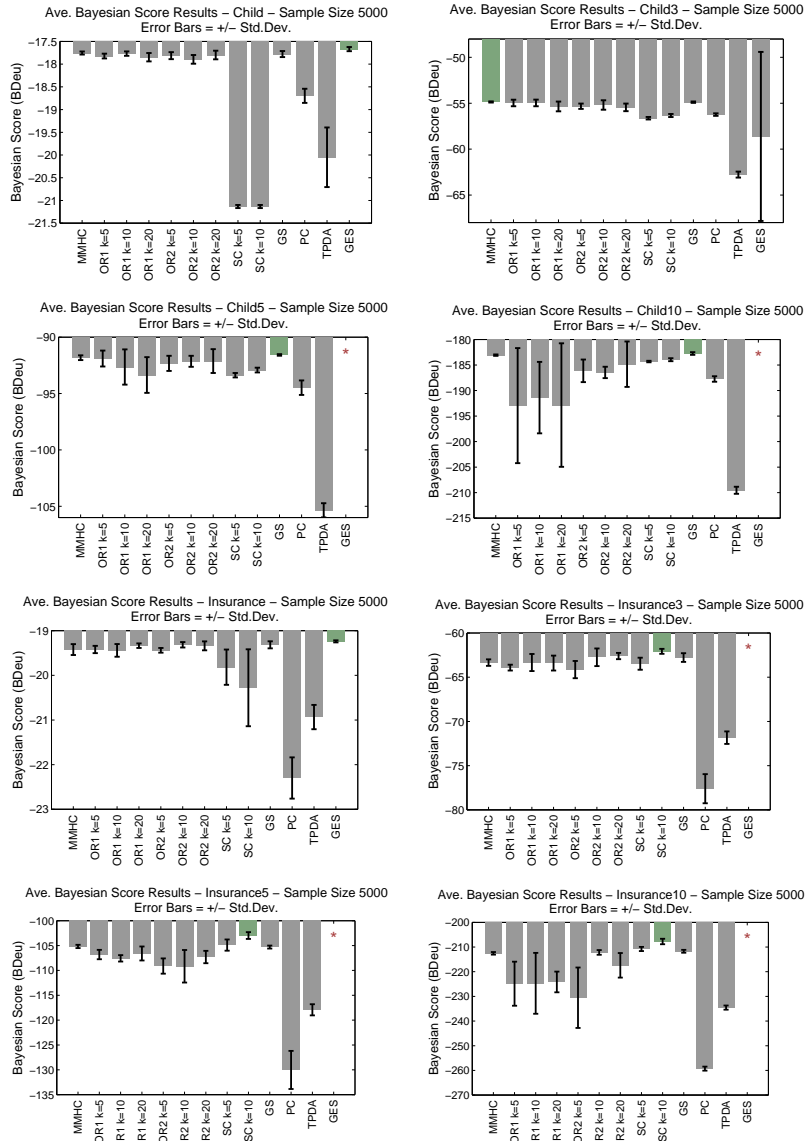 Ave. Bayesian Score Results − Child − Sample Size 5000
Error Bars = +/− Std.Dev.
Bayesian Score (BDeu)
−17.5
−18
−18.5
−19
−19.5
−20
−20.5
−21
−21.5
MMHC
OR1 k=5
OR1 k=10
OR1 k=20
OR2 k=5
OR2 k=10
OR2 k=20
SC k=5
SC k=10
GS
PC
TPDA
GES
Ave. Bayesian Score Results − Child3 − Sample Size 5000
Error Bars = +/− Std.Dev.
Bayesian Score (BDeu)
−50
−55
−60
−65
MMHC
OR1 k=5
OR1 k=10
OR1 k=20
OR2 k=5
OR2 k=10
OR2 k=20
SC k=5
SC k=10
GS
PC
TPDA
GES
Ave. Bayesian Score Results − Child5 − Sample Size 5000
Error Bars = +/− Std.Dev.
Bayesian Score (BDeu)
−90
−95
−100
−105
*
MMHC
OR1 k=5
OR1 k=10
OR1 k=20
OR2 k=5
OR2 k=10
OR2 k=20
SC k=5
SC k=10
GS
PC
TPDA
GES
Ave. Bayesian Score Results − Child10 − Sample Size 5000
Error Bars = +/− Std.Dev.
Bayesian Score (BDeu)
−180
−185
−190
−195
−200
−205
−210
−215
*
MMHC
OR1 k=5
OR1 k=10
OR1 k=20
OR2 k=5
OR2 k=10
OR2 k=20
SC k=5
SC k=10
GS
PC
TPDA
GES
Ave. Bayesian Score Results − Insurance − Sample Size 5000
Error Bars = +/− Std.Dev.
Bayesian Score (BDeu)
−19
−20
−21
−22
−23
MMHC
OR1 k=5
OR1 k=10
OR1 k=20
OR2 k=5
OR2 k=10
OR2 k=20
SC k=5
SC k=10
GS
PC
TPDA
GES
Ave. Bayesian Score Results − Insurance3 − Sample Size 5000
Error Bars = +/− Std.Dev.
Bayesian Score (BDeu)
−60
−65
−70
−75
−80
*
MMHC
OR1 k=5
OR1 k=10
OR1 k=20
OR2 k=5
OR2 k=10
OR2 k=20
SC k=5
SC k=10
GS
PC
TPDA
GES
Ave. Bayesian Score Results − Insurance5 − Sample Size 5000
Error Bars = +/− Std.Dev.
Bayesian Score (BDeu)
−100
−105
−110
−115
−120
−125
−130
−135
*
MMHC
OR1 k=5
OR1 k=10
OR1 k=20
OR2 k=5
OR2 k=10
OR2 k=20
SC k=5
SC k=10
GS
PC
TPDA
GES
Ave. Bayesian Score Results − Insurance10 − Sample Size 5000
Error Bars = +/− Std.Dev.
Bayesian Score (BDeu)
−200
−210
−220
−230
−240
−250
−260
−270
*
MMHC
OR1 k=5
OR1 k=10
OR1 k=20
OR2 k=5
OR2 k=10
OR2 k=20
SC k=5
SC k=10
GS
PC
TPDA
GES